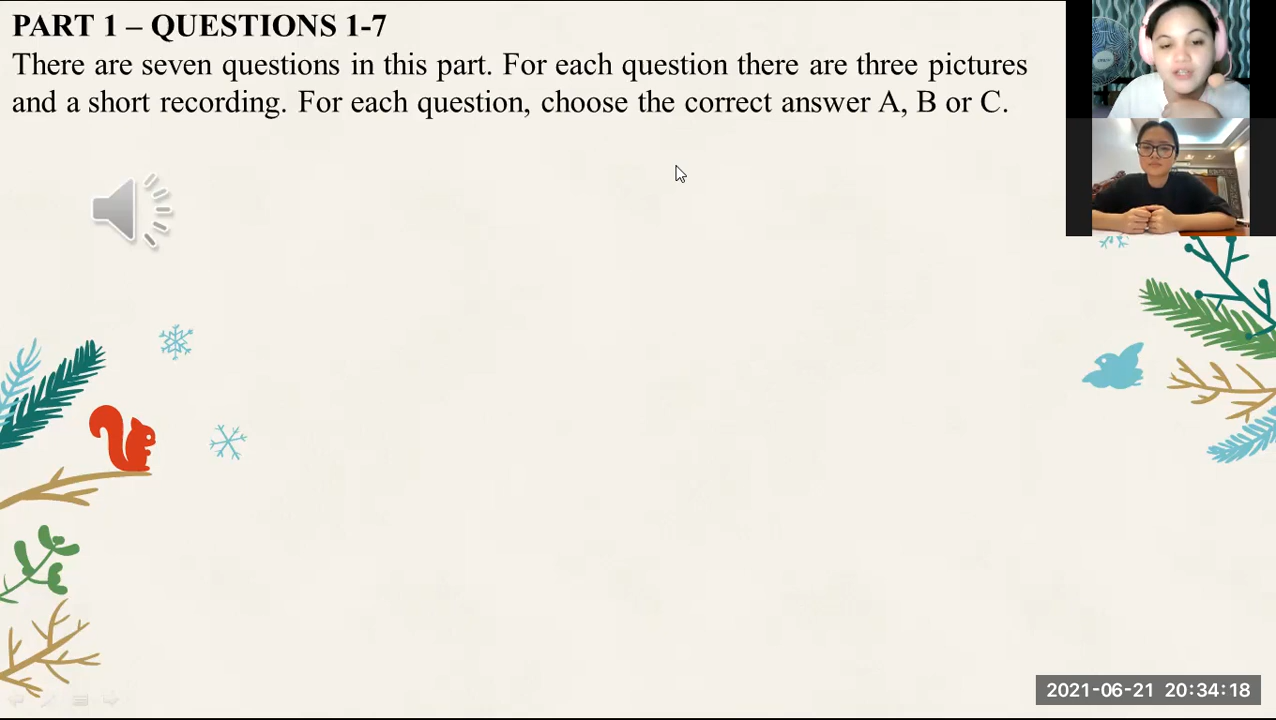 PART 1 – QUESTIONS 1-7
There are seven questions in this part. For each question there are three pictures
and a short recording. For each question, choose the correct answer A, B or C.
2021-06-21 20:34:18